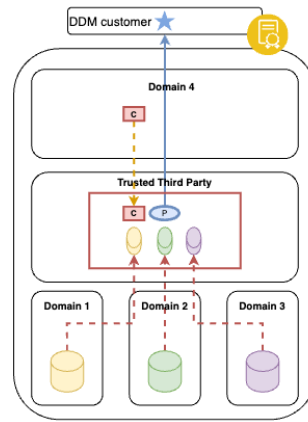 DDM customer
Domain 4
C
Trusted Third Party
C P
Domain 1 Domain 2 Domain 3